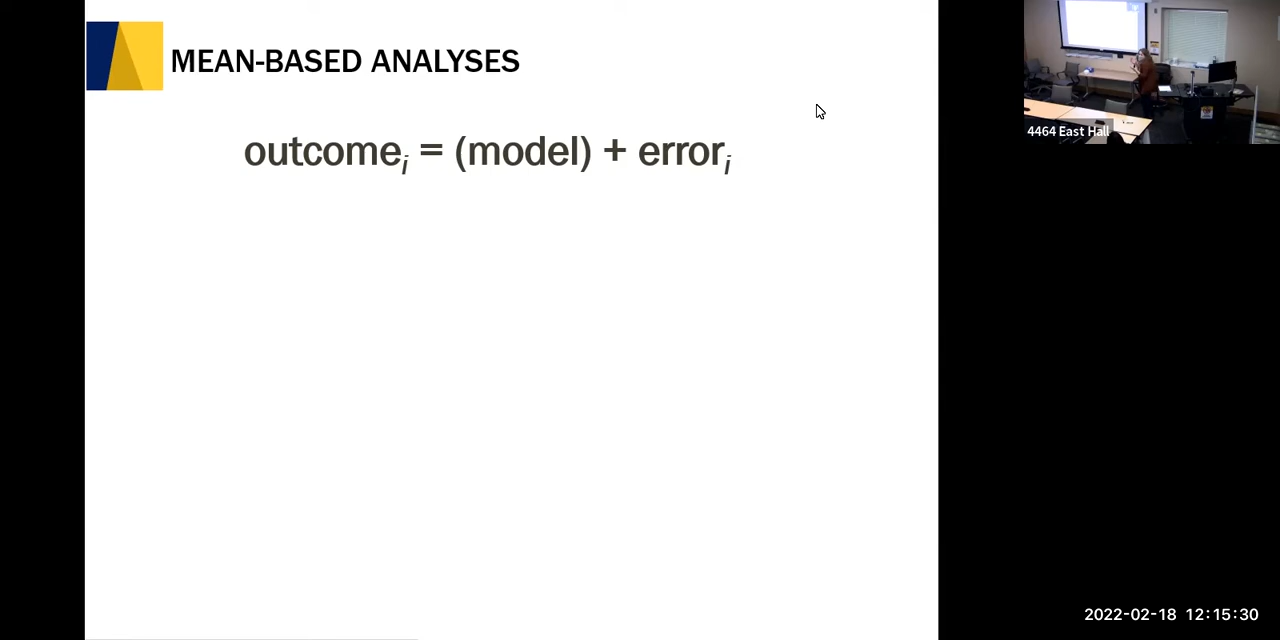 MEAN-BASED ANALYSES
outcomeᵢ = (model) + errorᵢ
4464 East Hall
2022-02-18 12:15:30